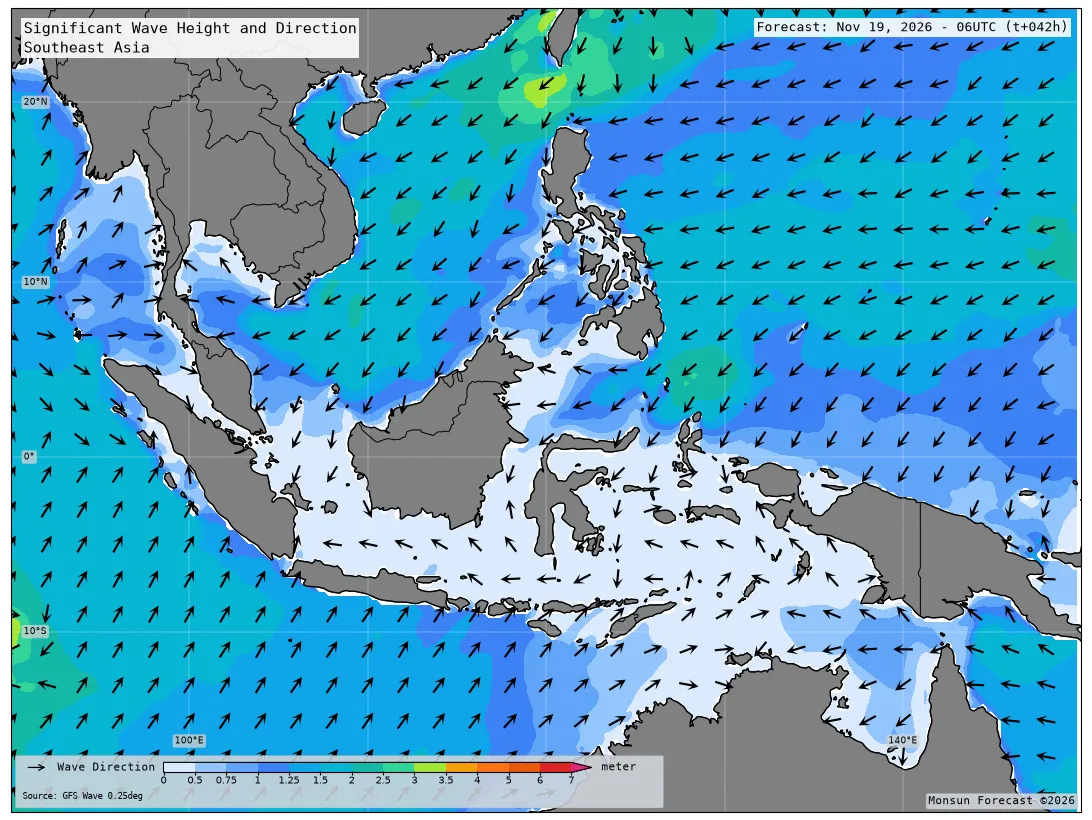 Significant Wave Height and Direction
Southeast Asia
Forecast: Nov 19, 2026 - 06UTC (t+042h)
20°N
10°N
0°
10°S
100°E
140°E
Wave Direction
meter
0 0.5 0.75 1 1.25 1.5 2 2.5 3 3.5 4 5 6 7
Source: GFS Wave 0.25deg
Monsun Forecast ©2026